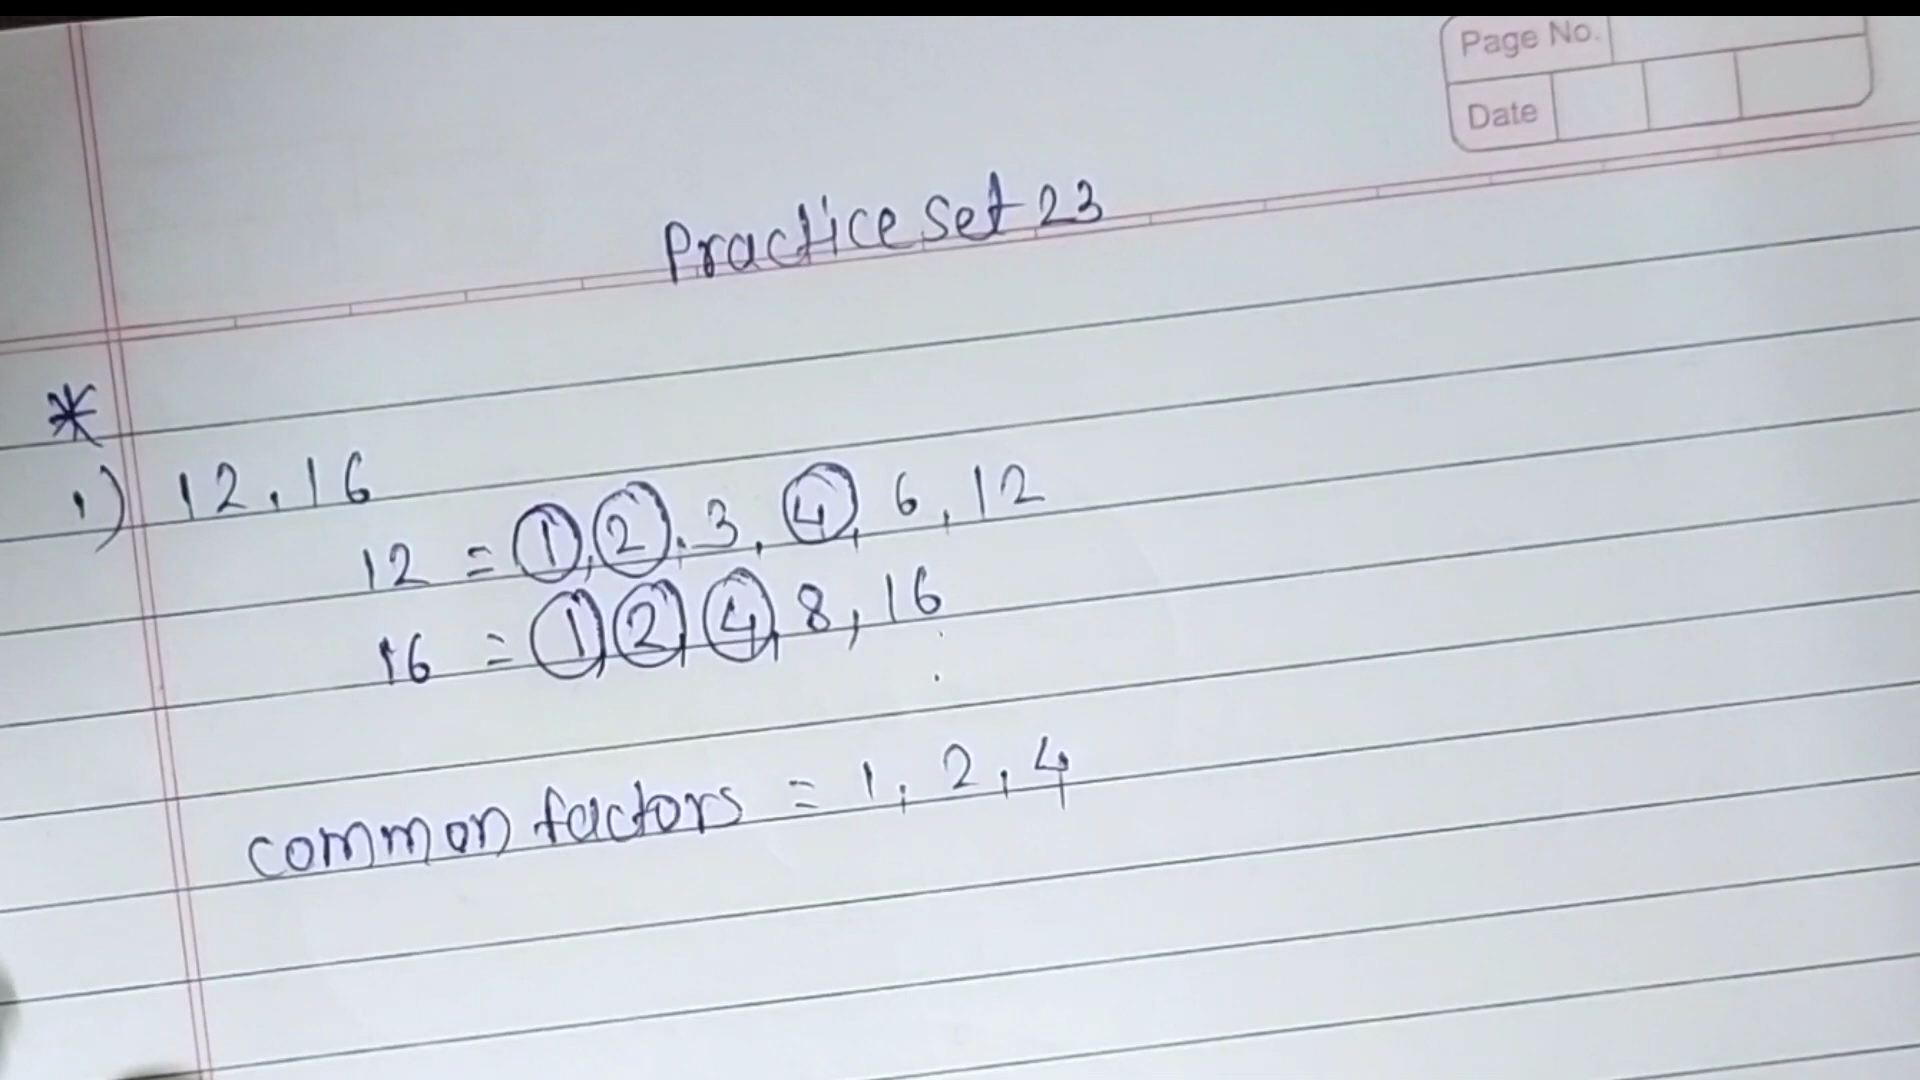 Page No.
Date
Practice set 23
*
1) 12, 16
12 = 1, 2, 3, 4, 6, 12
16 = 1, 2, 4, 8, 16
common factors = 1, 2, 4